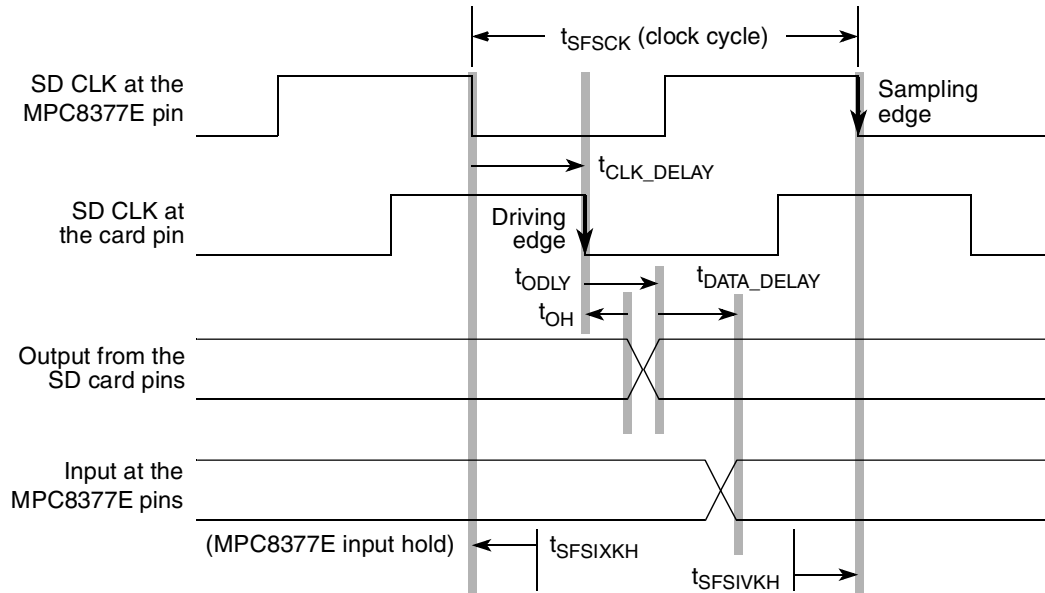 tSFSCK (clock cycle)
SD CLK at the
MPC8377E pin
Sampling
edge
tCLK_DELAY
SD CLK at
the card pin
Driving
edge
tODLY
tDATA_DELAY
tOH
Output from the
SD card pins
Input at the
MPC8377E pins
(MPC8377E input hold)
tSFSIXKH
tSFSIVKH